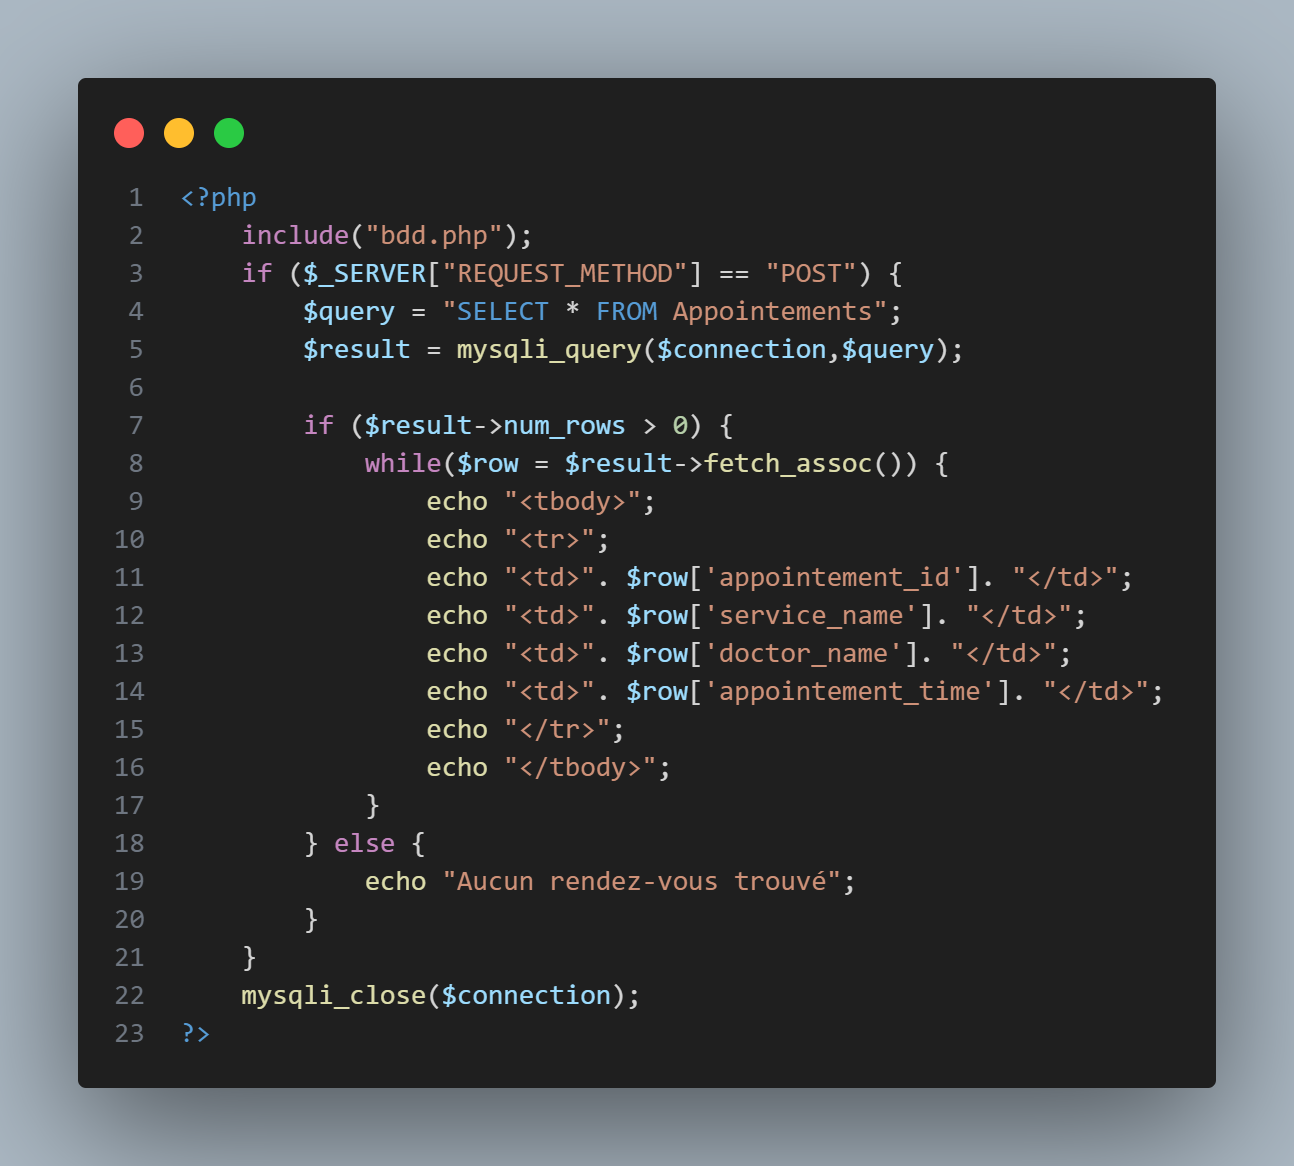 1 <?php
2     include("bdd.php");
3     if ($_SERVER["REQUEST_METHOD"] == "POST") {
4         $query = "SELECT * FROM Appointements";
5         $result = mysqli_query($connection,$query);
6
7         if ($result->num_rows > 0) {
8             while($row = $result->fetch_assoc()) {
9                 echo "<tbody>";
10                 echo "<tr>";
11                 echo "<td>". $row['appointement_id']. "</td>";
12                 echo "<td>". $row['service_name']. "</td>";
13                 echo "<td>". $row['doctor_name']. "</td>";
14                 echo "<td>". $row['appointement_time']. "</td>";
15                 echo "</tr>";
16                 echo "</tbody>";
17             }
18         } else {
19             echo "Aucun rendez-vous trouvé";
20         }
21     }
22     mysqli_close($connection);
23 ?>